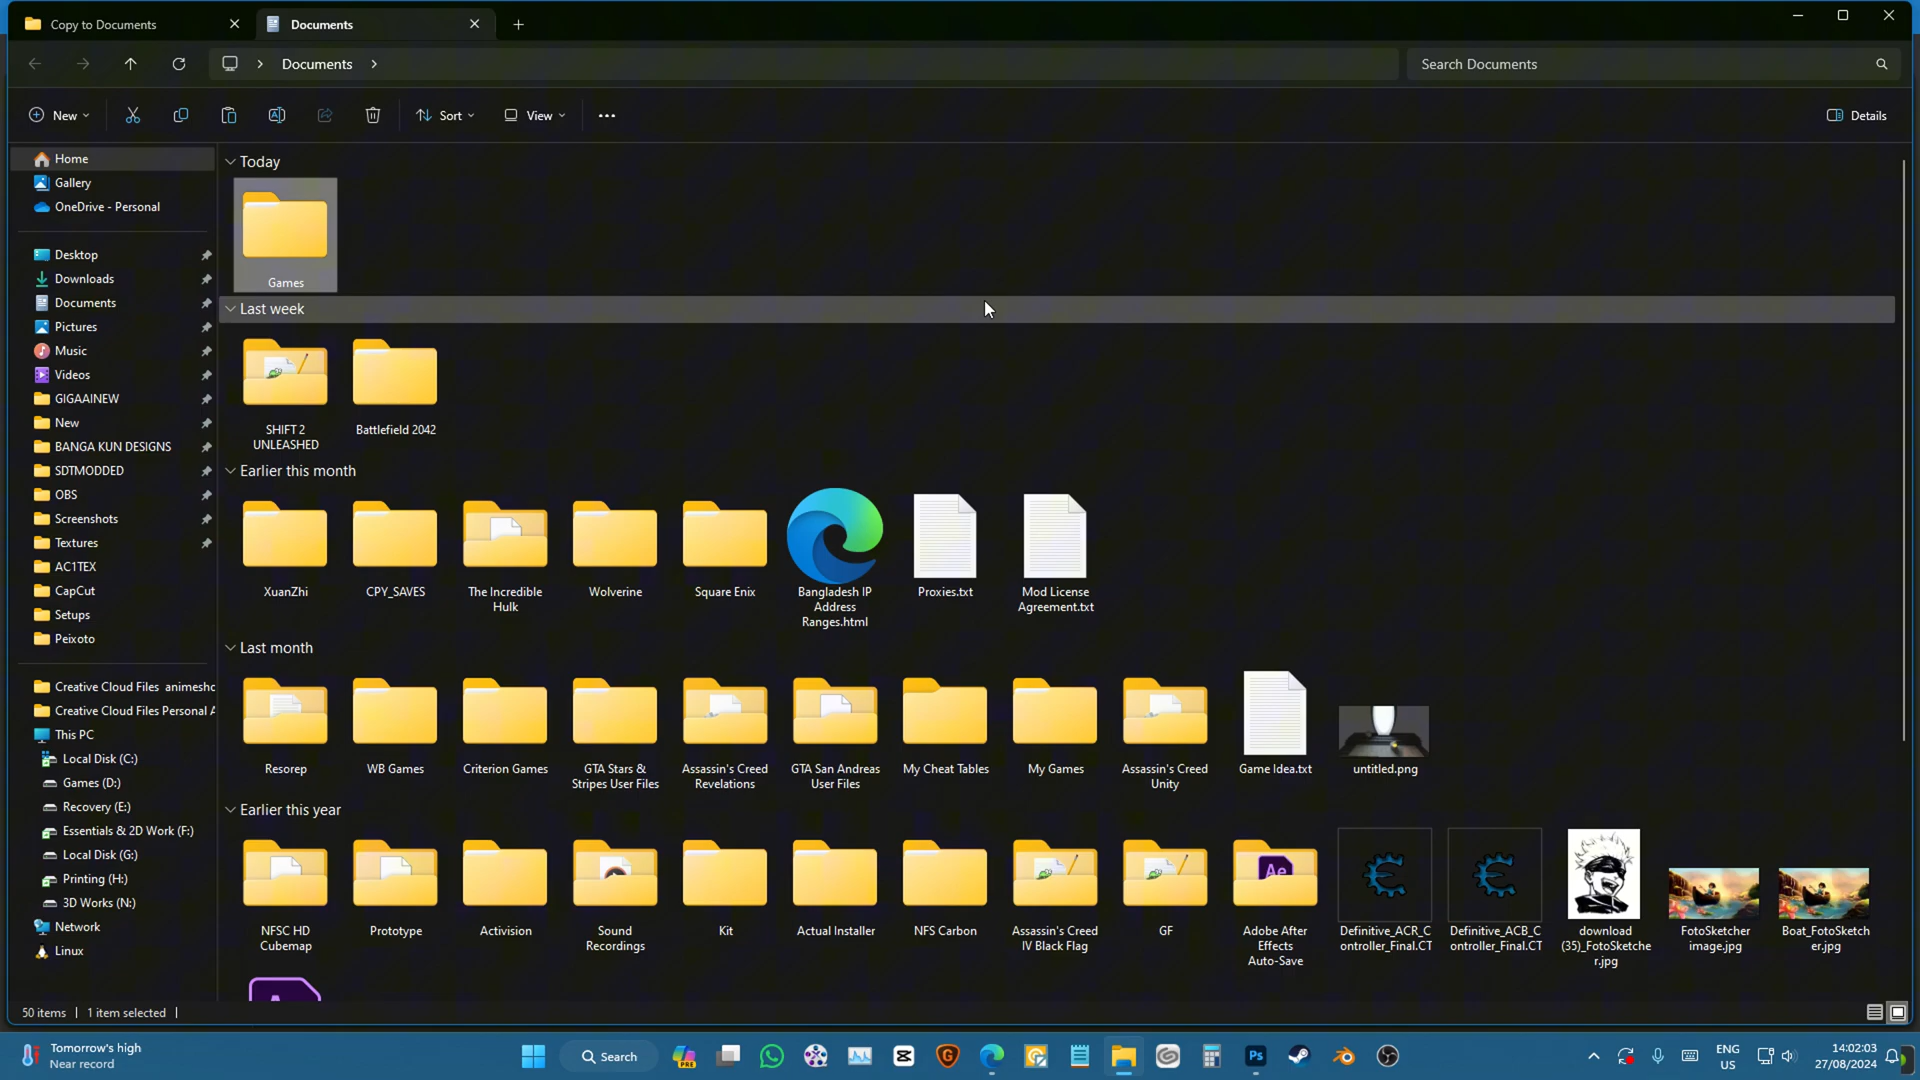 Copy to Documents
Documents
Documents
Search Documents
New
Sort
View
Details
Home
Gallery
OneDrive - Personal
Desktop
Downloads
Documents
Pictures
Music
Videos
GIGAAINEW
New
BANGA KUN DESIGNS
SDTMODDED
OBS
Screenshots
Textures
AC1TEX
CapCut
Setups
Peixoto
Creative Cloud Files animeshc
Creative Cloud Files Personal A
This PC
Local Disk (C:)
Games (D:)
Recovery (E:)
Essentials & 2D Work (F:)
Local Disk (G:)
Printing (H:)
3D Works (N:)
Network
Linux
Today
Games
Last week
SHIFT 2
UNLEASHED
Battlefield 2042
Earlier this month
XuanZhi
CPY_SAVES
The Incredible
Hulk
Wolverine
Square Enix
Bangladesh IP
Address
Ranges.html
Proxies.txt
Mod License
Agreement.txt
Last month
Resorep
WB Games
Criterion Games
GTA Stars &
Stripes User Files
Assassin's Creed
Revelations
GTA San Andreas
User Files
My Cheat Tables
My Games
Assassin's Creed
Unity
Game Idea.txt
untitled.png
Earlier this year
NFSC HD
Cubemap
Prototype
Activision
Sound
Recordings
Kit
Actual Installer
NFS Carbon
Assassin's Creed
IV Black Flag
GF
Ae
Adobe After
Effects
Auto-Save
Definitive_ACR_C
ontroller_Final.CT
Definitive_ACB_C
ontroller_Final.CT
download
(35)_FotoSketche
r.jpg
FotoSketcher
image.jpg
Boat_FotoSketch
er.jpg
50 items
1 item selected
Tomorrow's high
Near record
Search
PRE
Ps
ENG
US
14:02:03
27/08/2024